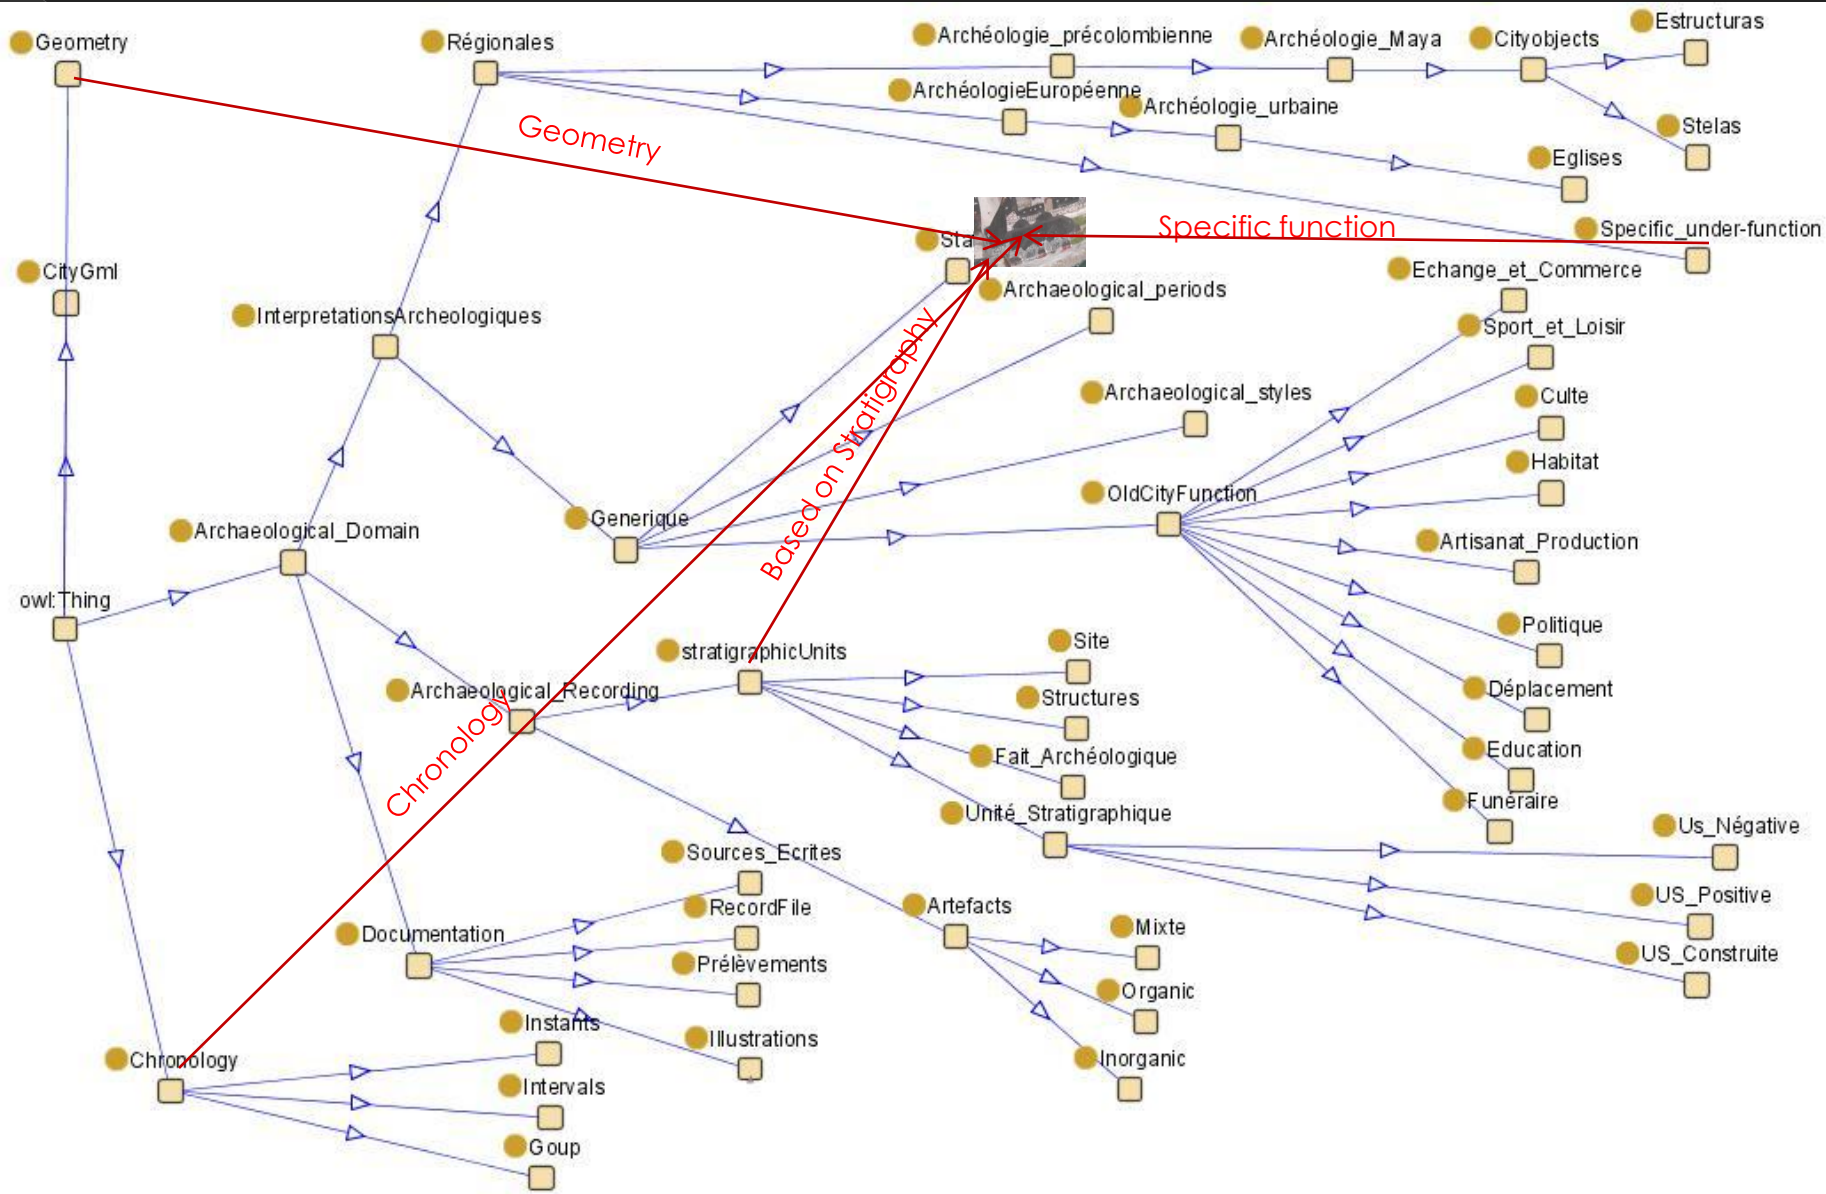 Geometry
Régionales
Archéologie_précolombienne
Archéologie_Maya
Cityobjects
Estructuras
ArchéologieEuropéenne
Archéologie_urbaine
Stelas
Geometry
Eglises
Specific function
Specific_under-function
Sta
CityGml
Echange_et_Commerce
Archaeological_periods
InterpretationsArcheologiques
Sport_et_Loisir
Based on Stratigraphy
Archaeological_styles
Culte
Habitat
OldCityFunction
Generique
Archaeological_Domain
Artisanat_Production
owl:Thing
Politique
Site
stratigraphicUnits
Archaeological_Recording
Déplacement
Structures
Chronology
Education
Fait_Archéologique
Funéraire
Unité_Stratigraphique
Us_Négative
Sources_Ecrites
US_Positive
RecordFile
Artefacts
Mixte
Documentation
US_Construite
Prélèvements
Organic
Instants
Illustrations
Chronology
Inorganic
Intervals
Goup